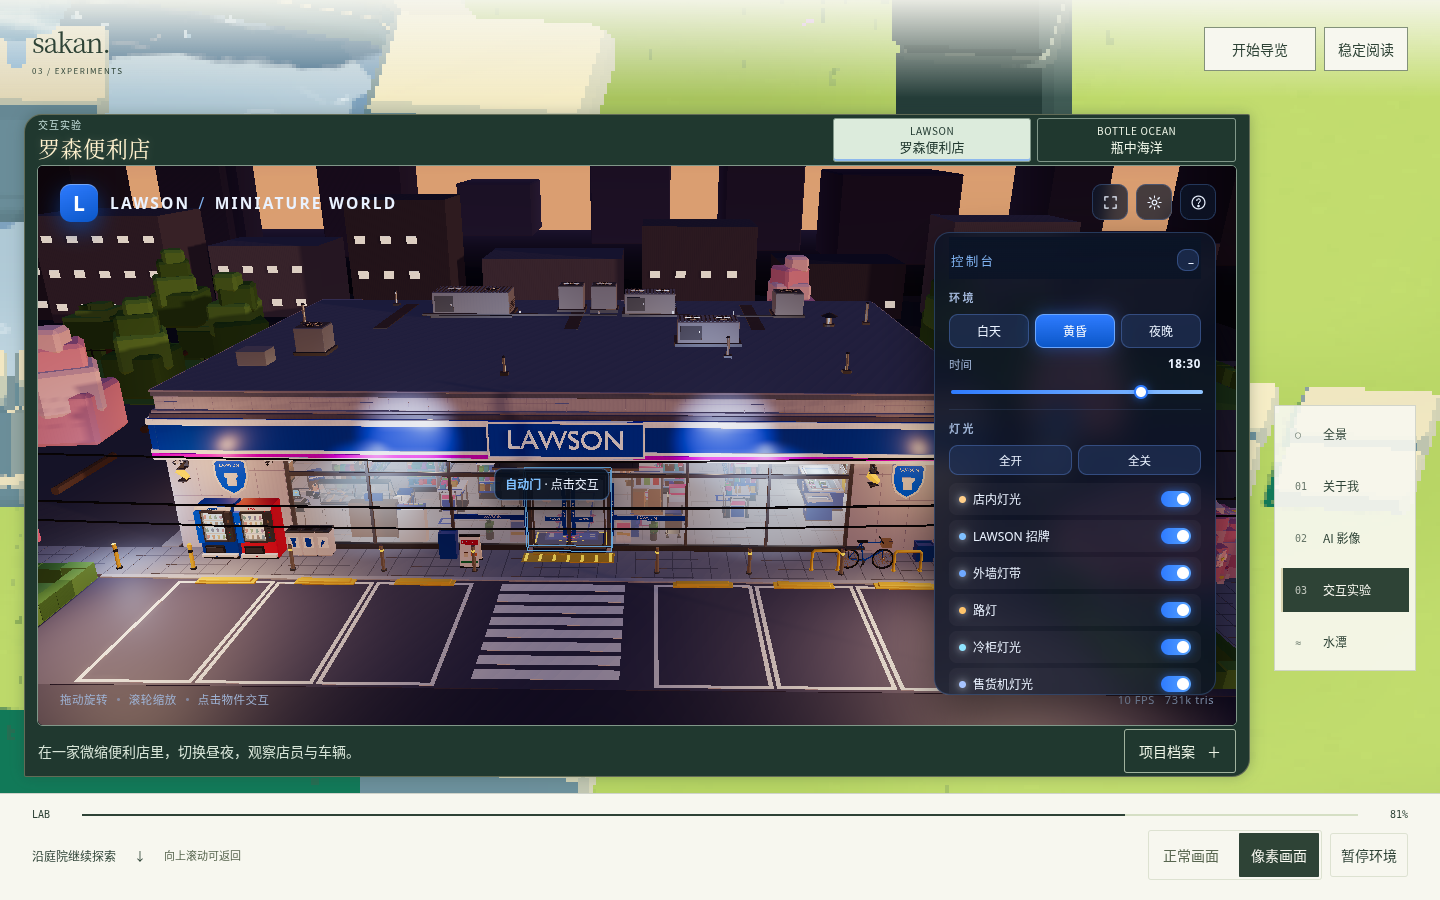 sakan.
03 / EXPERIMENTS
开始导览
稳定阅读
交互实验
罗森便利店
LAWSON
罗森便利店
BOTTLE OCEAN
瓶中海洋
L
LAWSON / MINIATURE WORLD
控制台
环境
白天
黄昏
夜晚
时间
18:30
灯光
全开
全关
店内灯光
LAWSON 招牌
外墙灯带
路灯
冷柜灯光
售货机灯光
LAWSON
自动门 · 点击交互
拖动旋转 • 滚轮缩放 • 点击物件交互
10 FPS 731k tris
在一家微缩便利店里，切换昼夜，观察店员与车辆。
项目档案 +
全景
01 关于我
02 AI 影像
03 交互实验
≈ 水潭
LAB
81%
沿庭院继续探索 ↓ 向上滚动可返回
正常画面
像素画面
暂停环境